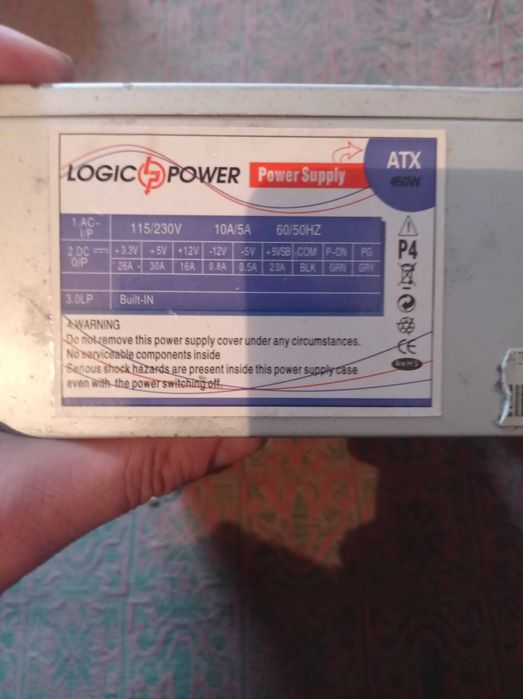 LOGIC POWER Power Supply
ATX
450W
1.AC~ I/P 115/230V 10A/5A 60/50HZ
2.DC O/P +3.3V +5V +12V -12V -5V +5VSB COM P-ON PG
26A 30A 16A 0.8A 0.5A 2.0A BLK GRN GRY
3.0LP Built-IN
4.WARNING
Do not remove this power supply cover under any circumstances.
No serviceable components inside
Serious shock hazards are present inside this power supply case
even with the power switching off.
P4
CE
RoHS